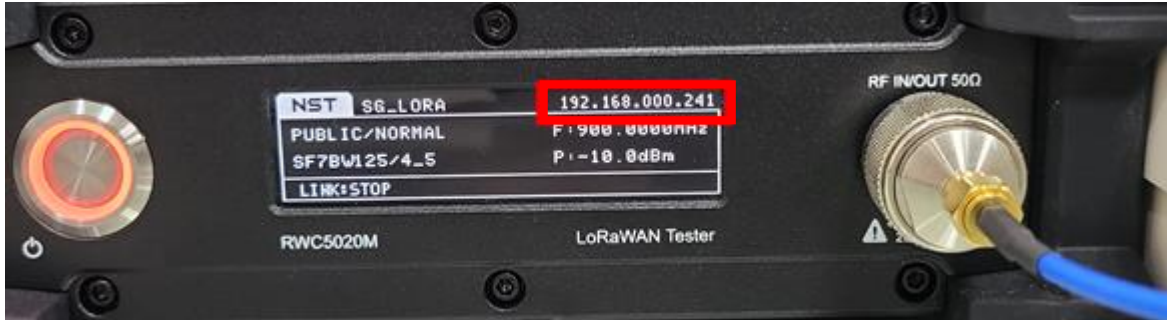 RF IN/OUT 50Ω
NST SG_LORA 192.168.000.241
PUBLIC/NORMAL F:900.0000MHz
SF7BW125/4_5 P:-10.0dBm
LINK:STOP
RWC5020M LoRaWAN Tester